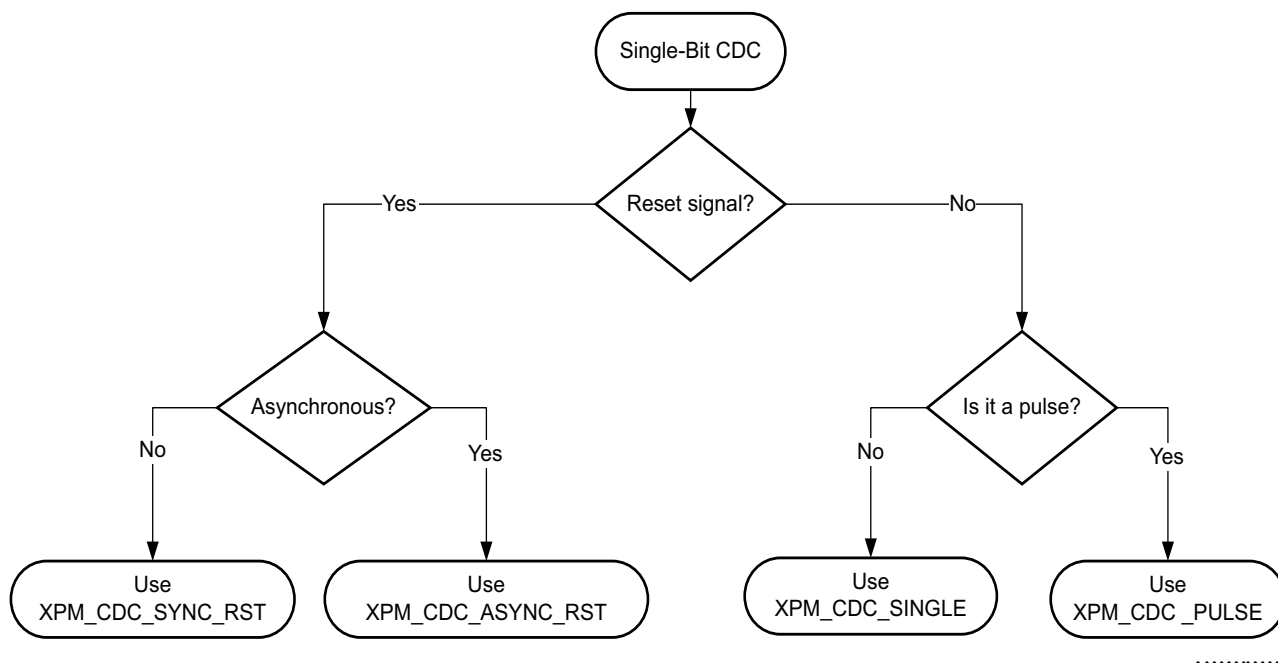 Single-Bit CDC
Reset signal?
Yes
No
Asynchronous?
Is it a pulse?
No
Yes
No
Yes
Use
XPM_CDC_SYNC_RST
Use
XPM_CDC_ASYNC_RST
Use
XPM_CDC_SINGLE
Use
XPM_CDC _PULSE